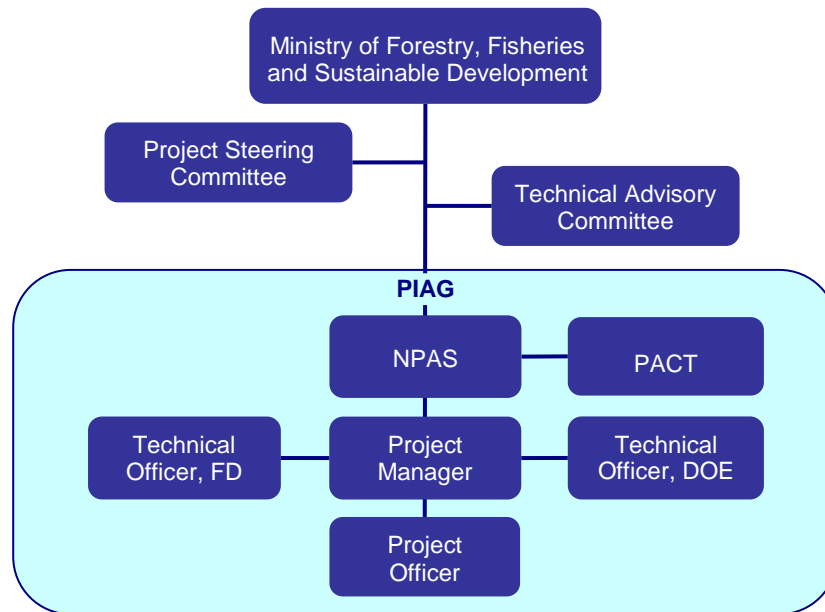 Ministry of Forestry, Fisheries
and Sustainable Development
Project Steering
Committee
Technical Advisory
Committee
PIAG
NPAS
PACT
Technical
Officer, FD
Project
Manager
Technical
Officer, DOE
Project
Officer